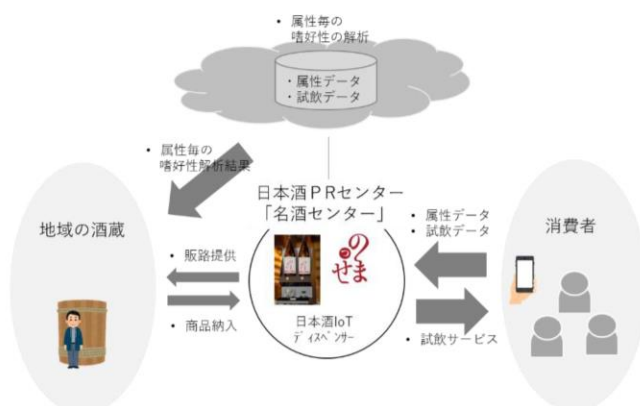 • 属性毎の
嗜好性の解析
・属性データ
・試飲データ
• 属性毎の
嗜好性解析結果
日本酒PRセンター
「名酒センター」
地域の酒蔵
• 販路提供
• 商品納入
のま
っせ
日本酒IoT
ディスペンサー
• 属性データ
• 試飲データ
• 試飲サービス
消費者